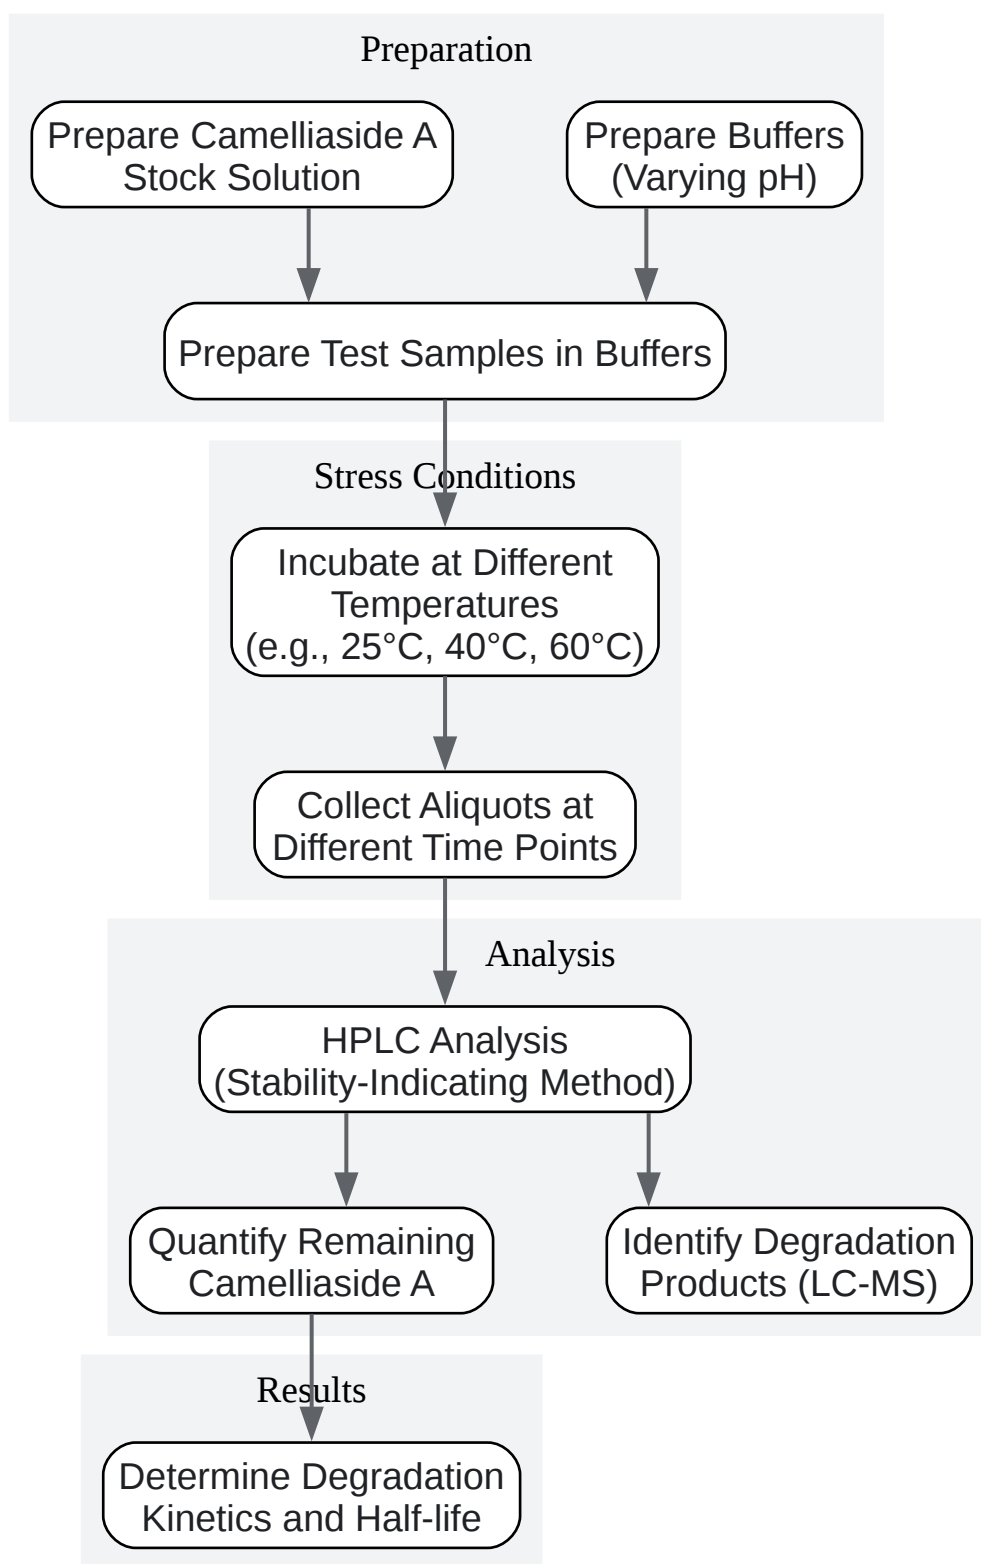 Preparation
Prepare Camelliaside A
Stock Solution
Prepare Buffers
(Varying pH)
Prepare Test Samples in Buffers
Stress Conditions
Incubate at Different
Temperatures
(e.g., 25°C, 40°C, 60°C)
Collect Aliquots at
Different Time Points
Analysis
HPLC Analysis
(Stability-Indicating Method)
Quantify Remaining
Camelliaside A
Identify Degradation
Products (LC-MS)
Results
Determine Degradation
Kinetics and Half-life